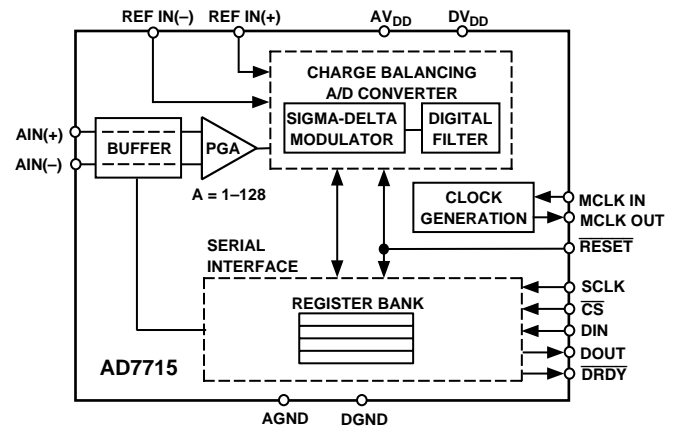 REF IN(–) REF IN(+) AVDD DVDD
CHARGE BALANCING
A/D CONVERTER
SIGMA-DELTA
MODULATOR
DIGITAL
FILTER
AIN(+)
AIN(–)
BUFFER
PGA
A = 1–128
CLOCK
GENERATION
MCLK IN
MCLK OUT
RESET
SERIAL
INTERFACE
REGISTER BANK
SCLK
CS
DIN
DOUT
DRDY
AD7715
AGND DGND